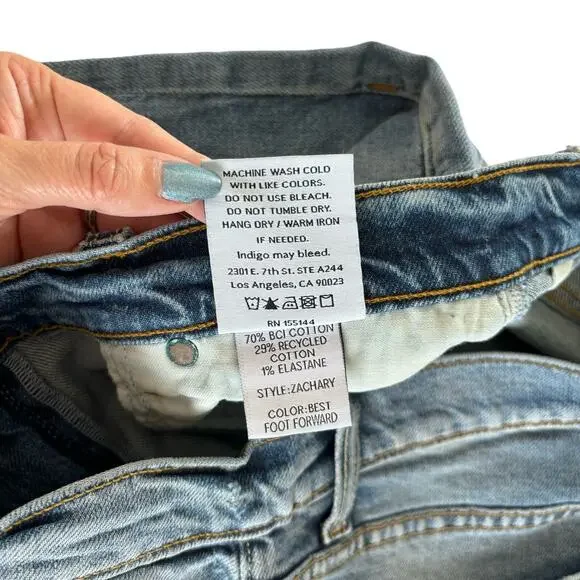 MACHINE WASH COLD
WITH LIKE COLORS.
DO NOT USE BLEACH.
DO NOT TUMBLE DRY.
HANG DRY / WARM IRON
IF NEEDED.
Indigo may bleed.
2301 E. 7th St. STE A244
Los Angeles, CA 90023
RN 155144
70% BCI COTTON
29% RECYCLED
COTTON
1% ELASTANE
STYLE:ZACHARY
COLOR:BEST
FOOT FORWARD